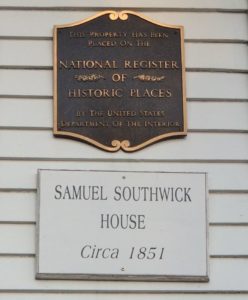 This Property Has Been
Placed On The
National Register
of
Historic Places
By The United States
Department Of The Interior
SAMUEL SOUTHWICK
HOUSE
Circa 1851